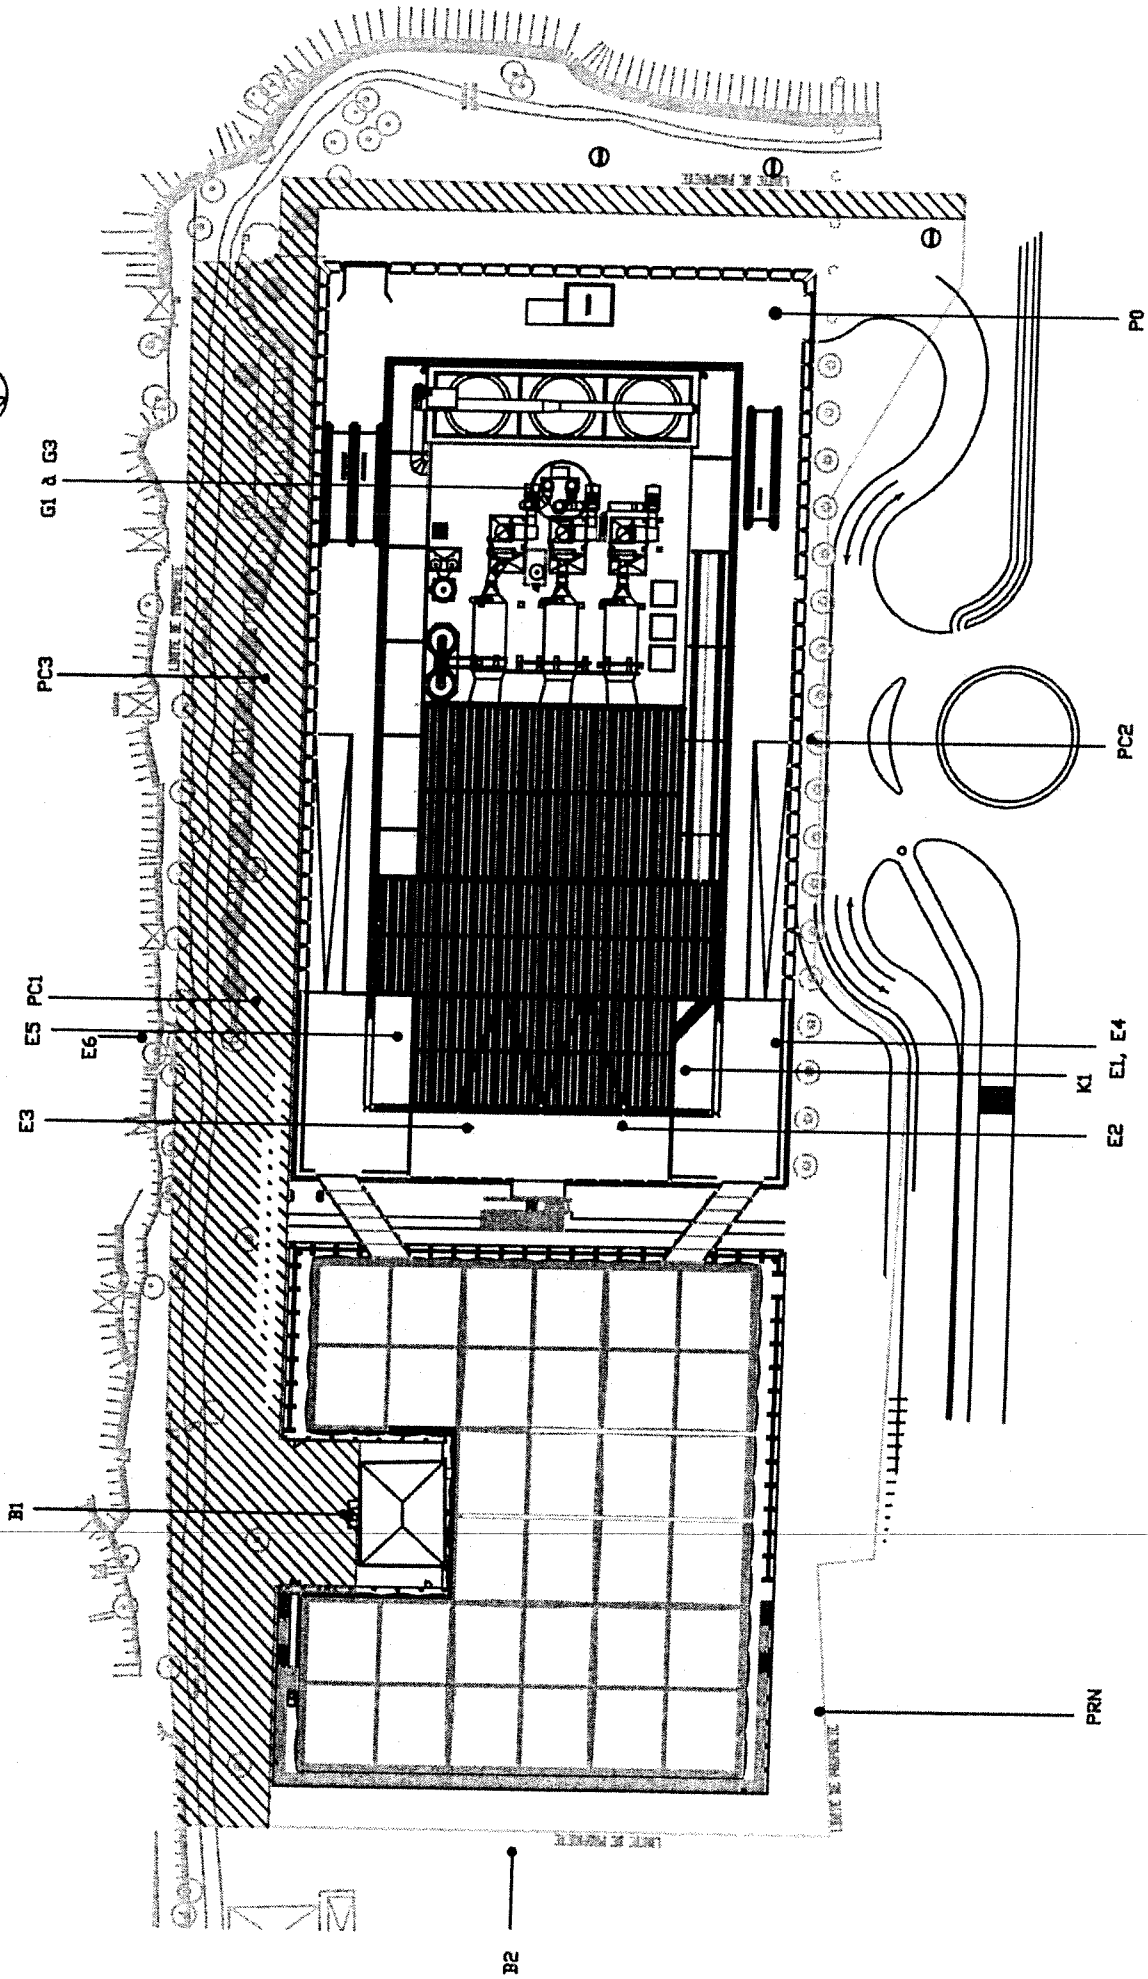 G1 à G3
PC3
E5 PC1
E6
E3
B1
P0
PC2
K1 E1, E4
E2
PRN
B2
LIMITE DE PROPRIETE
LIMITE DE PROPRIETE
LIMITE DE PROPRIETE
LIMITE DE PROPRIETE